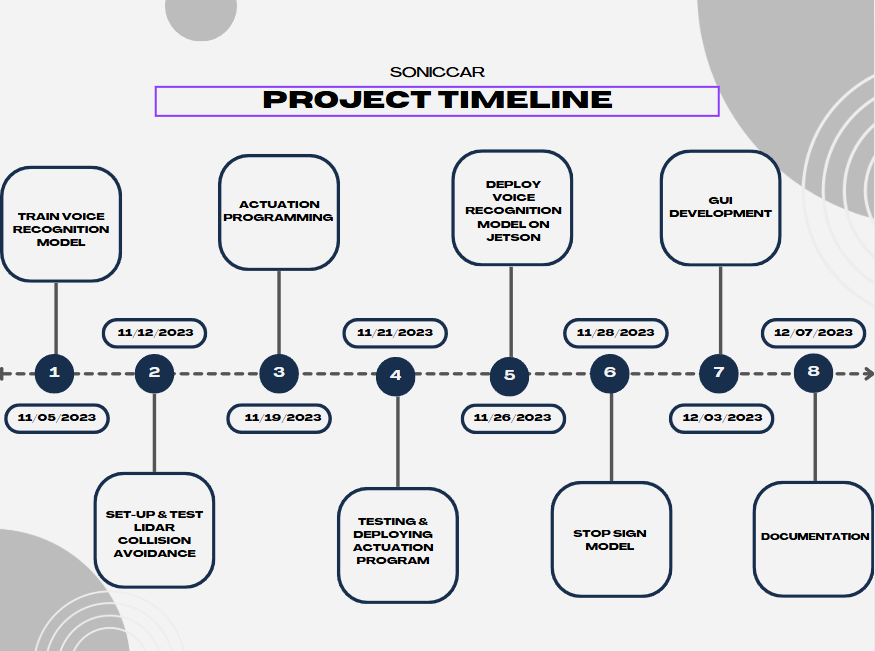 SONICCAR
PROJECT TIMELINE
TRAIN VOICE
RECOGNITION
MODEL
ACTUATION
PROGRAMMING
DEPLOY
VOICE
RECOGNITION
MODEL ON
JETSON
GUI
DEVELOPMENT
11/12/2023
11/21/2023
11/28/2023
12/07/2023
1
2
3
4
5
6
7
8
11/05/2023
11/19/2023
11/26/2023
12/03/2023
SET-UP & TEST
LIDAR
COLLISION
AVOIDANCE
TESTING &
DEPLOYING
ACTUATION
PROGRAM
STOP SIGN
MODEL
DOCUMENTATION